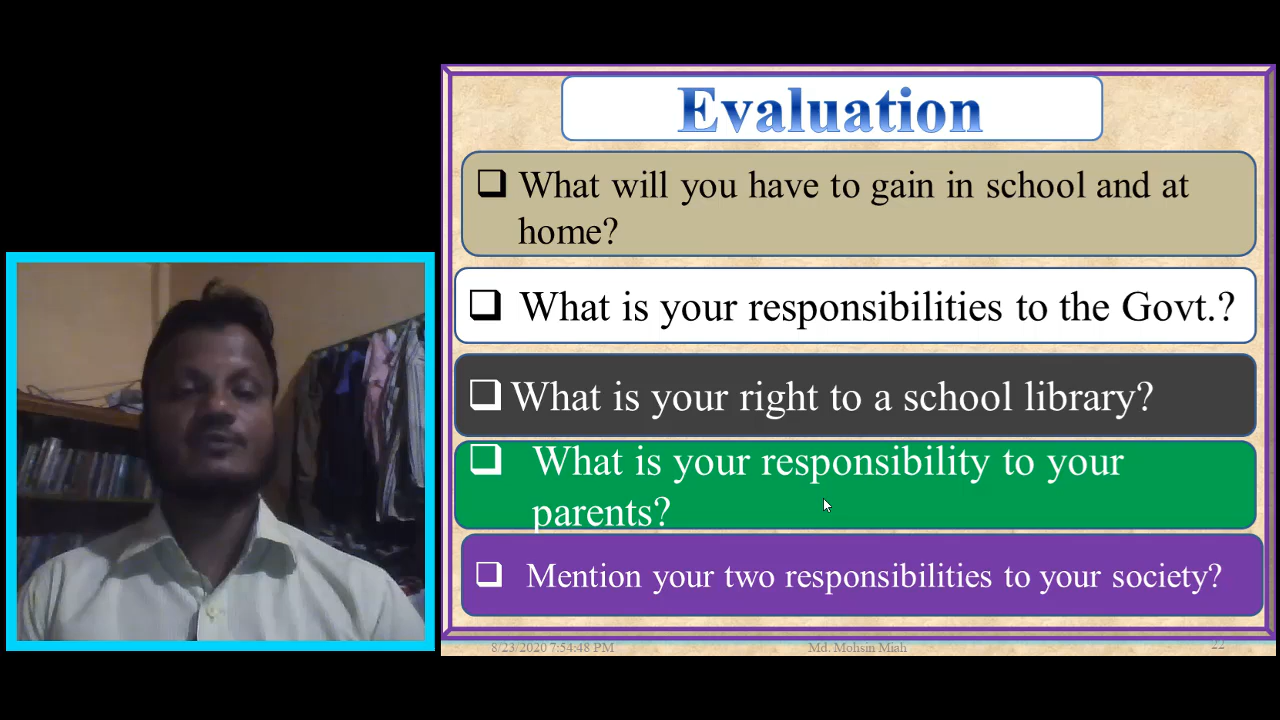 Evaluation
What will you have to gain in school and at
home?
What is your responsibilities to the Govt.?
What is your right to a school library?
What is your responsibility to your
parents?
Mention your two responsibilities to your society?
8/23/2020 7:54:48 PM Md. Mohsin Miah 22